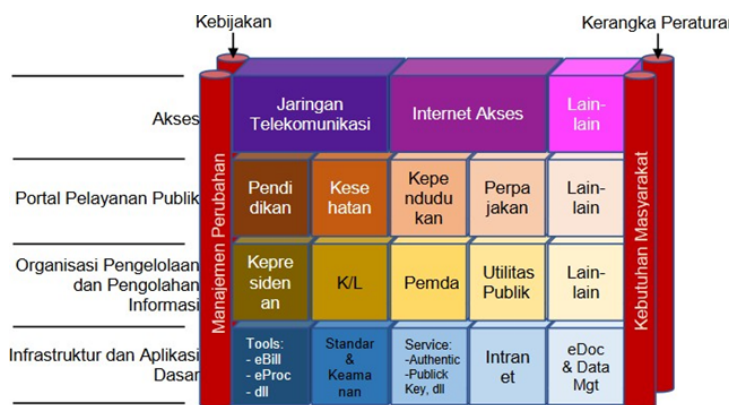 Kebijakan
Kerangka Peraturan
Akses
Jaringan
Telekomunikasi
Internet Akses
Lain-
lain
Portal Pelayanan Publik
Pendi
dikan
Kese
hatan
Kepe
nduduk
kan
Perpa
jakan
Lain-
lain
Organisasi Pengelolaan
dan Pengolahan
Informasi
Kepre
siden
an
K/L
Pemda
Utilitas
Publik
Lain-
lain
Infrastruktur dan Aplikasi
Dasar
Tools:
- eBill
- eProc
- dll
Standar
&
Keama
nan
Service:
-Authentic
-Publick
Key, dll
Intran
et
eDoc
& Data
Mgt
Manajemen Perubahan
Kebutuhan Masyarakat